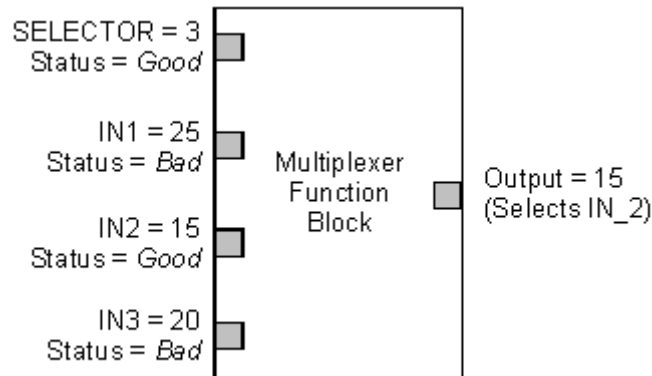 SELECTOR = 3
Status = Good
IN1 = 25
Status = Bad
Multiplexer
Function
Block
Output = 15
(Selects IN_2)
IN2 = 15
Status = Good
IN3 = 20
Status = Bad